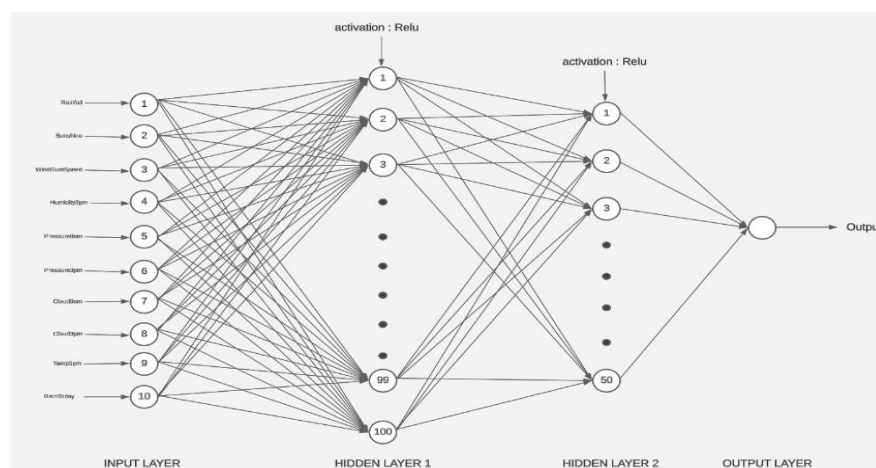 activation : Relu
activation : Relu
Rainfall
Sunshine
WindGustSpeed
Humidity3pm
Pressure9am
Pressure3pm
Cloud9am
Cloud3pm
Temp3pm
RainToday
1
2
3
4
5
6
7
8
9
10
1
2
3
99
100
1
2
3
50
Output
INPUT LAYER
HIDDEN LAYER 1
HIDDEN LAYER 2
OUTPUT LAYER